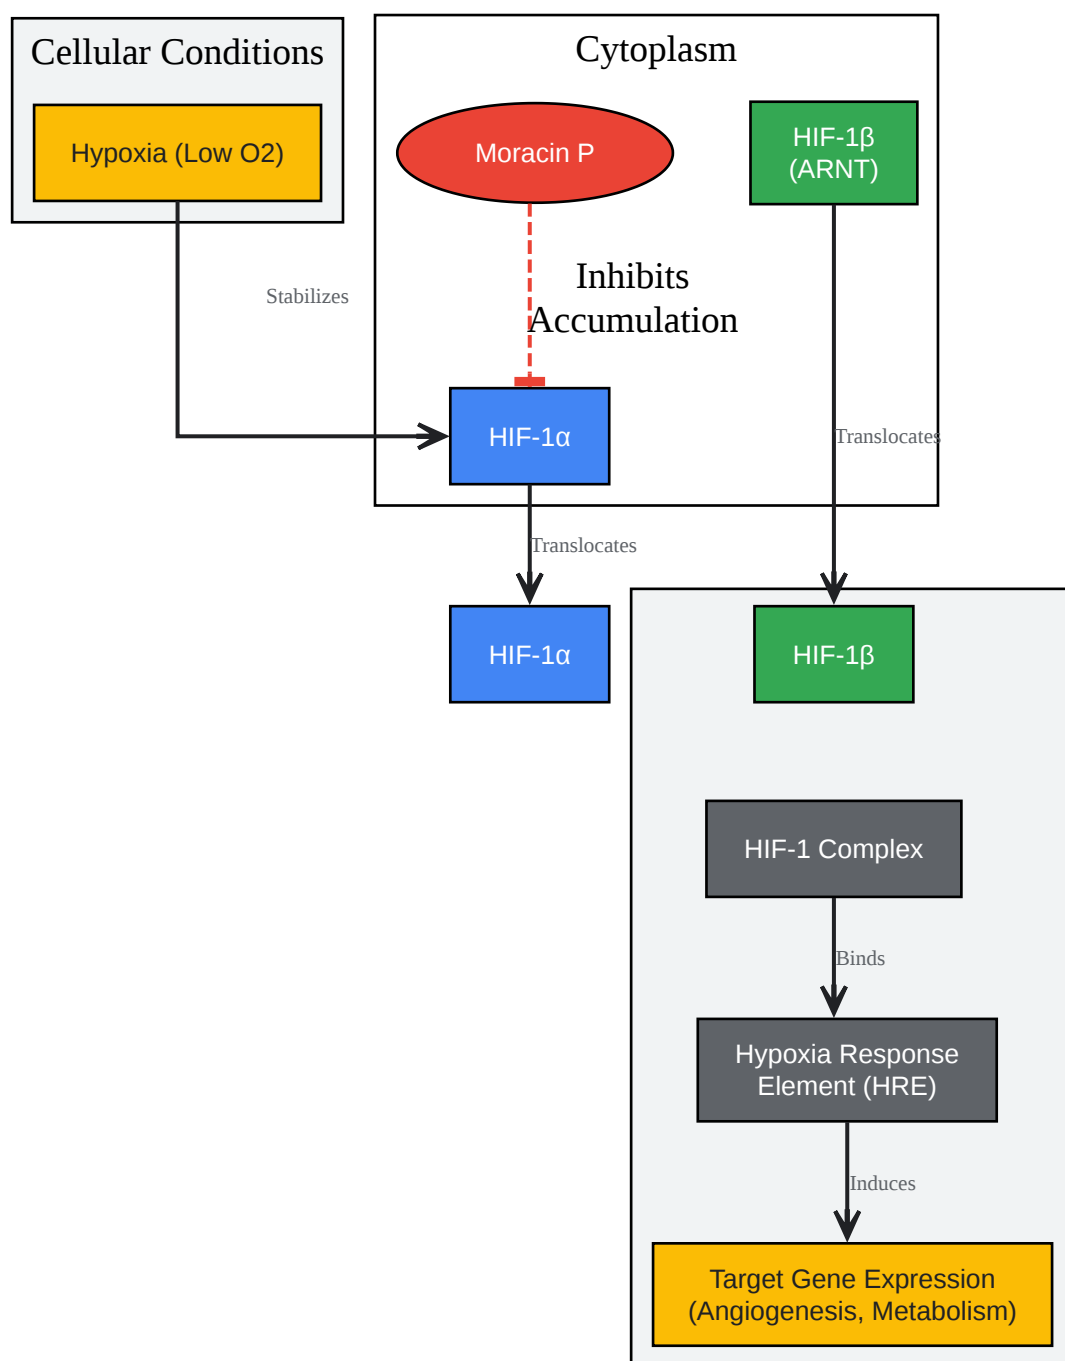 Cellular Conditions
Hypoxia (Low O2)
Cytoplasm
Moracin P
HIF-1β
(ARNT)
Stabilizes
Inhibits
Accumulation
HIF-1α
Translocates
Translocates
HIF-1α
HIF-1β
HIF-1 Complex
Binds
Hypoxia Response
Element (HRE)
Induces
Target Gene Expression
(Angiogenesis, Metabolism)